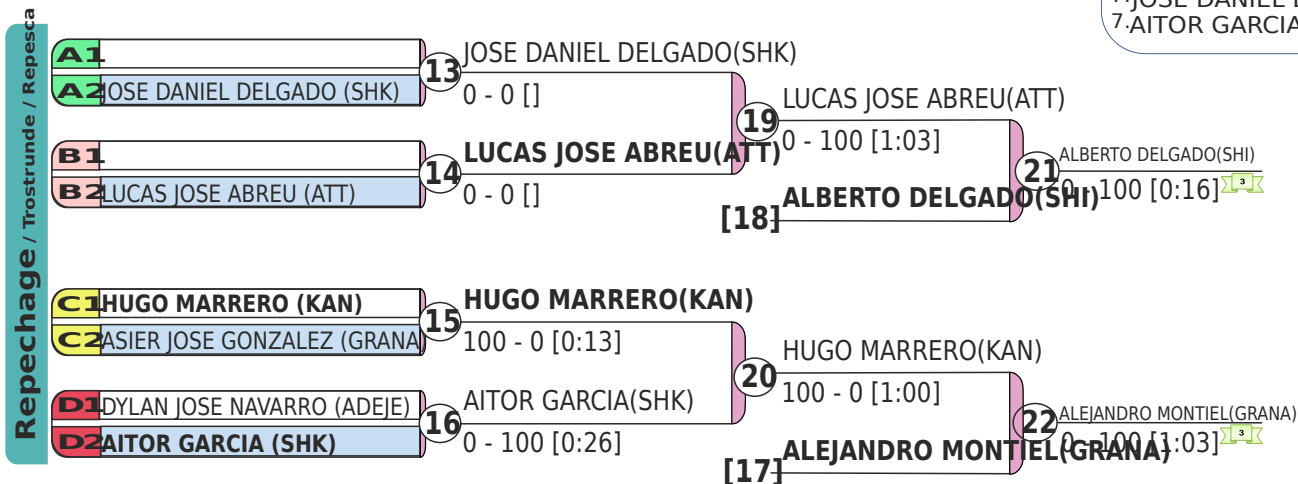 Repechage / Trostrunde / Repesca
JOSE DANIEL
7.AITOR GARCIA
A1
A2 JOSE DANIEL DELGADO (SHK)
13
JOSE DANIEL DELGADO(SHK)
0 - 0 []
B1
B2 LUCAS JOSE ABREU (ATT)
14
LUCAS JOSE ABREU(ATT)
0 - 0 []
19
LUCAS JOSE ABREU(ATT)
0 - 100 [1:03]
[18]
ALBERTO DELGADO(SHI)
21
ALBERTO DELGADO(SHI)
0 - 100 [0:16]
3
C1 HUGO MARRERO (KAN)
C2 ASIER JOSE GONZALEZ (GRANA
15
HUGO MARRERO(KAN)
100 - 0 [0:13]
D1 DYLAN JOSE NAVARRO (ADEJE)
D2 AITOR GARCIA (SHK)
16
AITOR GARCIA(SHK)
0 - 100 [0:26]
20
HUGO MARRERO(KAN)
100 - 0 [1:00]
[17]
ALEJANDRO MONTIEL(GRANA)
22
ALEJANDRO MONTIEL(GRANA)
0 - 100 [1:03]
3